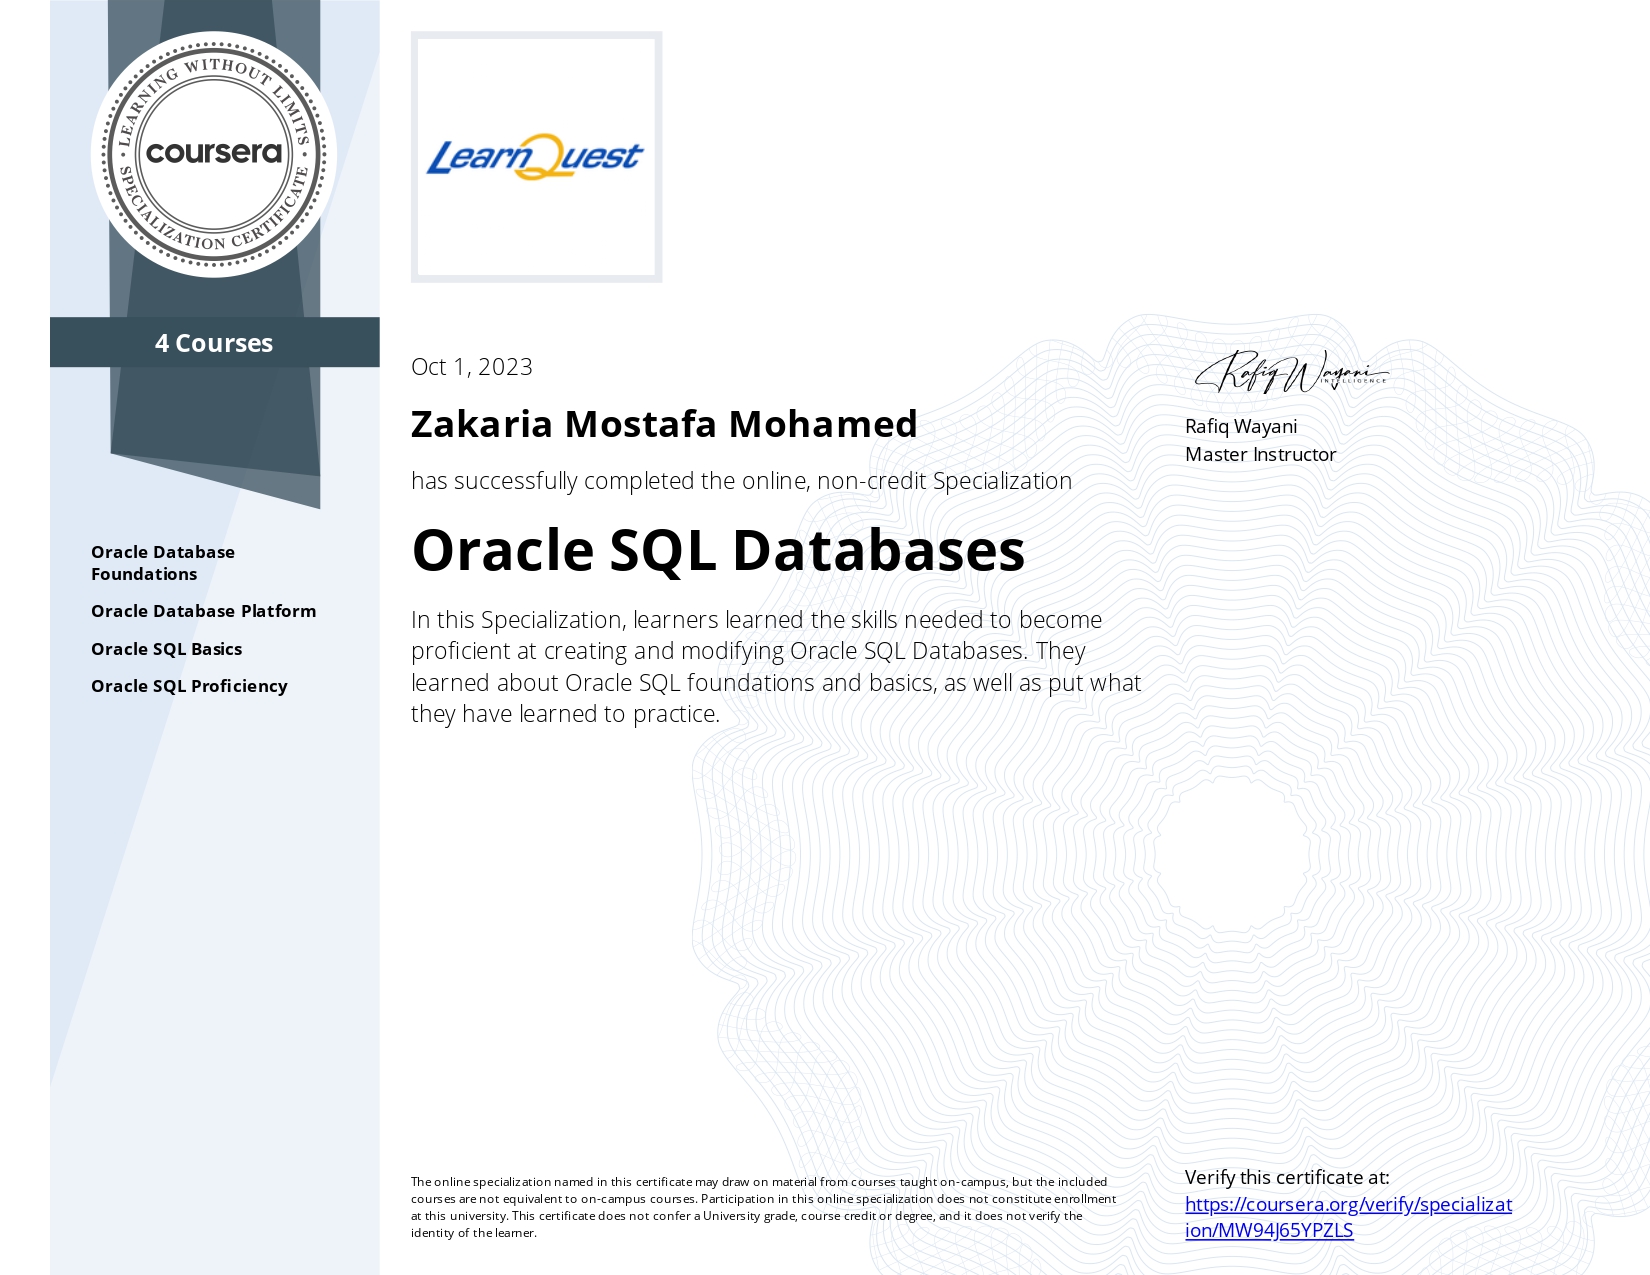 LEARNING WITHOUT LIMITS
coursera
SPECIALIZATION CERTIFICATE
4 Courses
Oracle Database
Foundations
Oracle Database Platform
Oracle SQL Basics
Oracle SQL Proficiency
LearnQuest
Oct 1, 2023
Zakaria Mostafa Mohamed
has successfully completed the online, non-credit Specialization
Oracle SQL Databases
In this Specialization, learners learned the skills needed to become
proficient at creating and modifying Oracle SQL Databases. They
learned about Oracle SQL foundations and basics, as well as put what
they have learned to practice.
Rafiq Wayani
INTELLIGENCE
Rafiq Wayani
Master Instructor
The online specialization named in this certificate may draw on material from courses taught on-campus, but the included
courses are not equivalent to on-campus courses. Participation in this online specialization does not constitute enrollment
at this university. This certificate does not confer a University grade, course credit or degree, and it does not verify the
identity of the learner.
Verify this certificate at:
https://coursera.org/verify/specializat
ion/MW94J65YPZLS